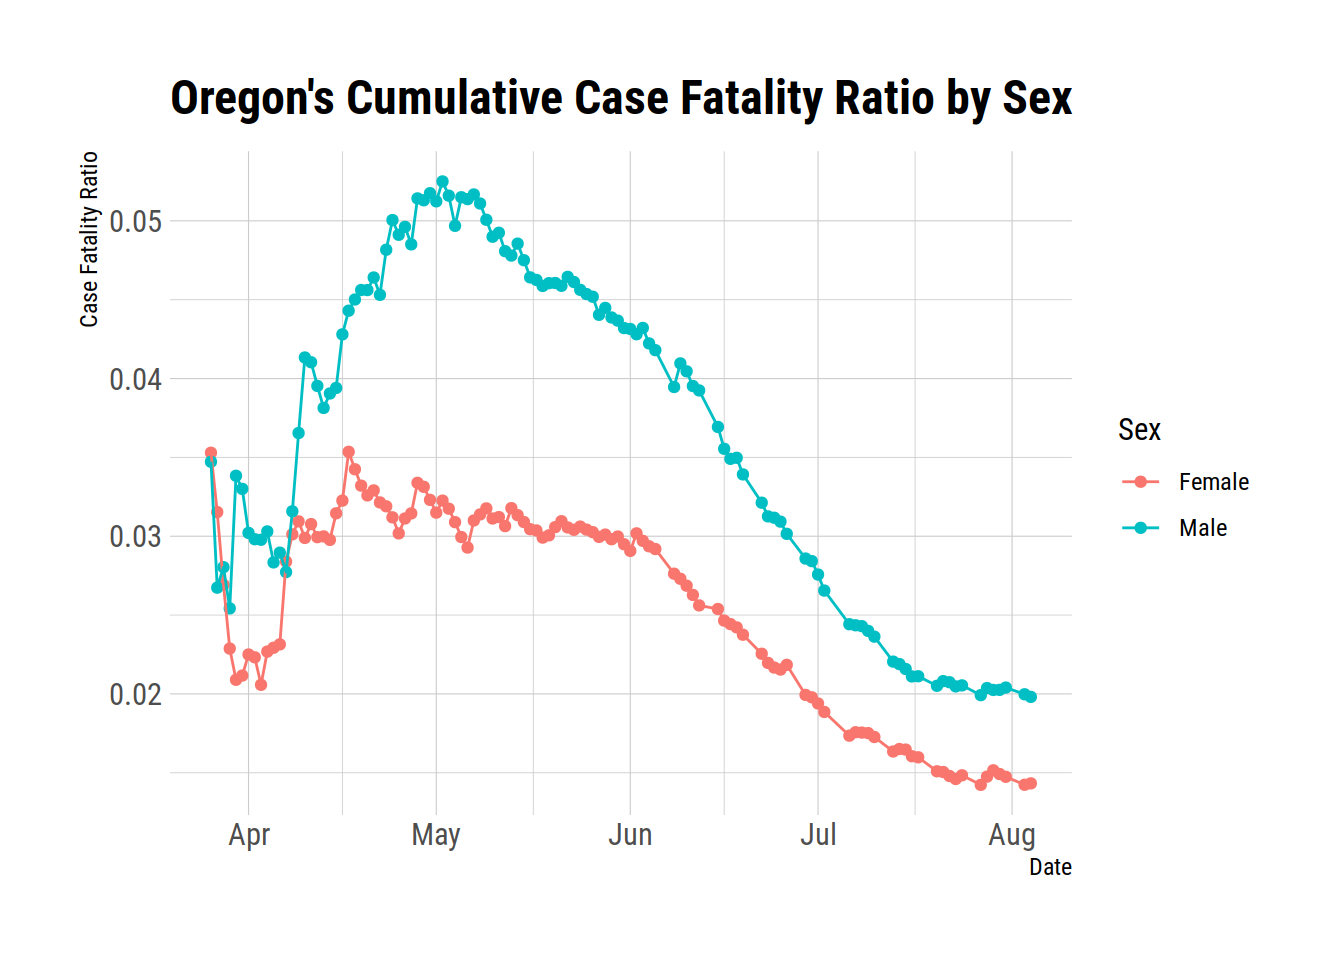 Oregon's Cumulative Case Fatality Ratio by Sex
Case Fatality Ratio
0.05
0.04
0.03
0.02
Apr May Jun Jul Aug
Date
Sex
Female
Male